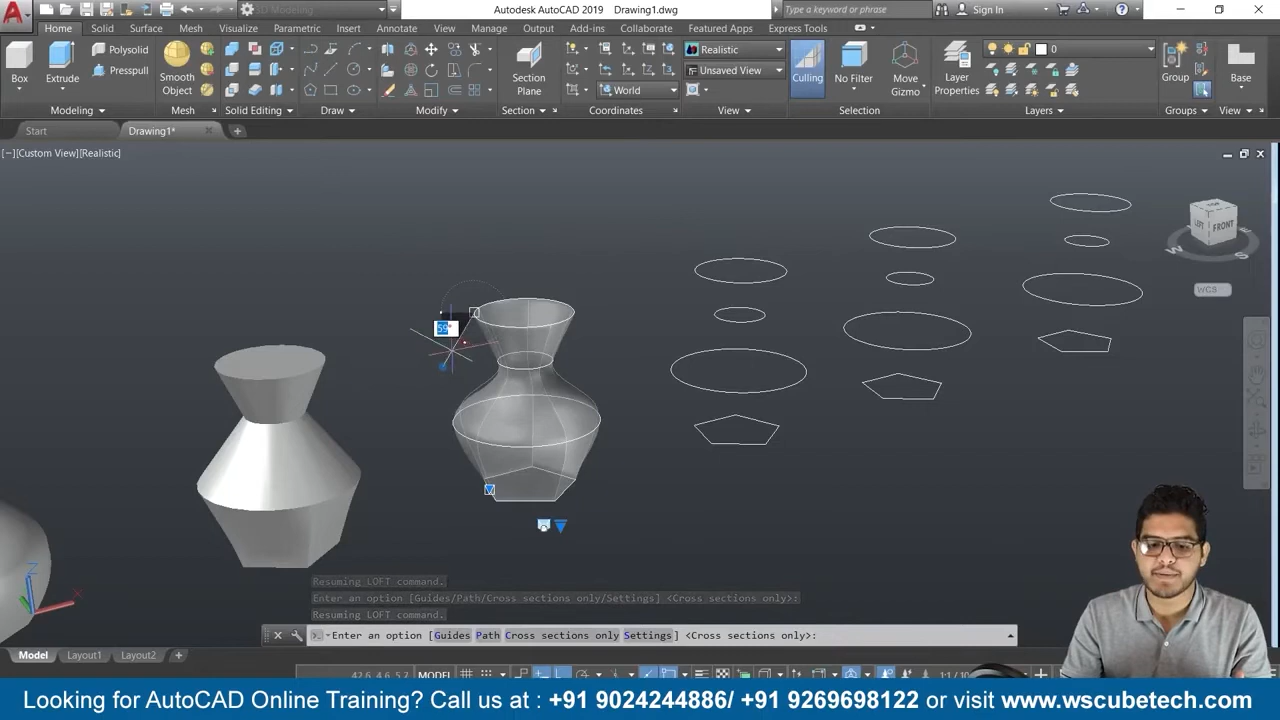 Autodesk AutoCAD 2019 Drawing1.dwg
Type a keyword or phrase
Sign In
Home Solid Surface Mesh Visualize Parametric Insert Annotate View Manage Output Add-ins Collaborate Express Tools Featured Apps
Box
Extrude
Polysolid
Presspull
Smooth
Object
Section
Plane
World
Realistic
Unsaved View
Culling
No Filter
Move
Gizmo
Layer
Properties
0
Group
Base
Modeling
Mesh
Solid Editing
Draw
Modify
Section
Coordinates
View
Selection
Layers
Groups
View
Start
Drawing1*
[−][Custom View][Realistic]
TOP
LEFT
FRONT
W
S
WCS
59°
Z
X
Resuming LOFT command.
Enter an option [Guides/Path/Cross sections only/Settings] <Cross sections only>:
Resuming LOFT command.
Enter an option [Guides Path Cross sections only Settings] <Cross sections only>:
Model Layout1 Layout2
MODEL
Looking for AutoCAD Online Training? Call us at : +91 9024244886/ +91 9269698122 or visit www.wscubetech.com